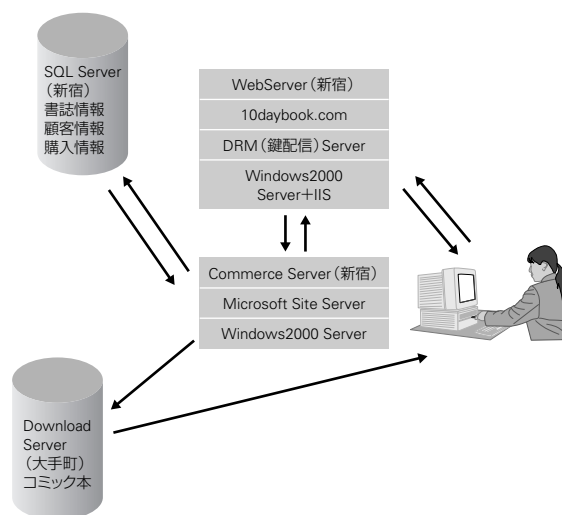 SQL Server
（新宿）
書誌情報
顧客情報
購入情報
WebServer（新宿）
10daybook.com
DRM（鍵配信）Server
Windows2000
Server＋IIS
Commerce Server（新宿）
Microsoft Site Server
Windows2000 Server
Download
Server
（大手町）
コミック本